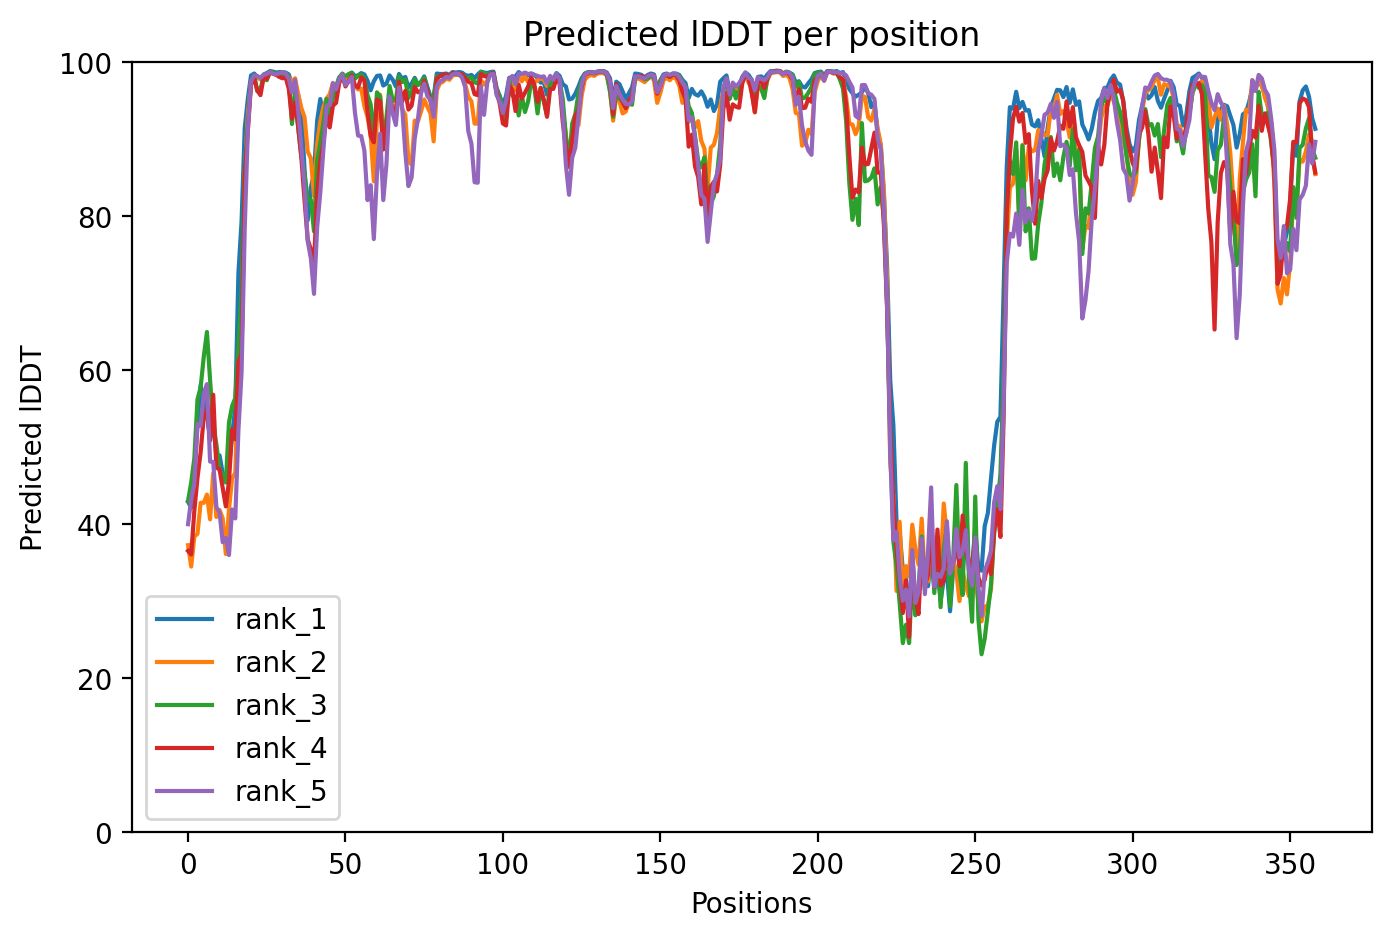 Predicted lDDT per position
100
80
60
40
20
0
Predicted lDDT
rank_1
rank_2
rank_3
rank_4
rank_5
0 50 100 150 200 250 300 350
Positions